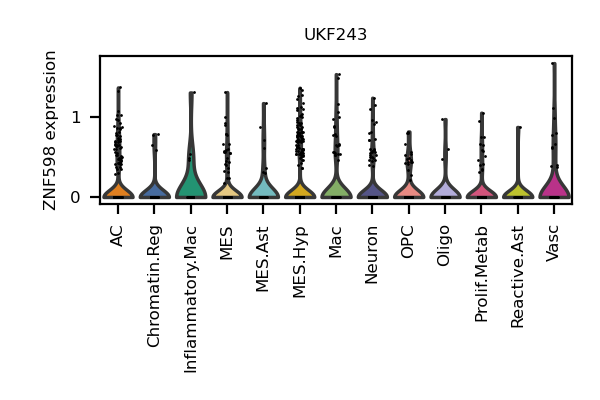 UKF243
ZNF598 expression
1
0
AC
Chromatin.Reg
Inflammatory.Mac
MES
MES.Ast
MES.Hyp
Mac
Neuron
OPC
Oligo
Prolif.Metab
Reactive.Ast
Vasc